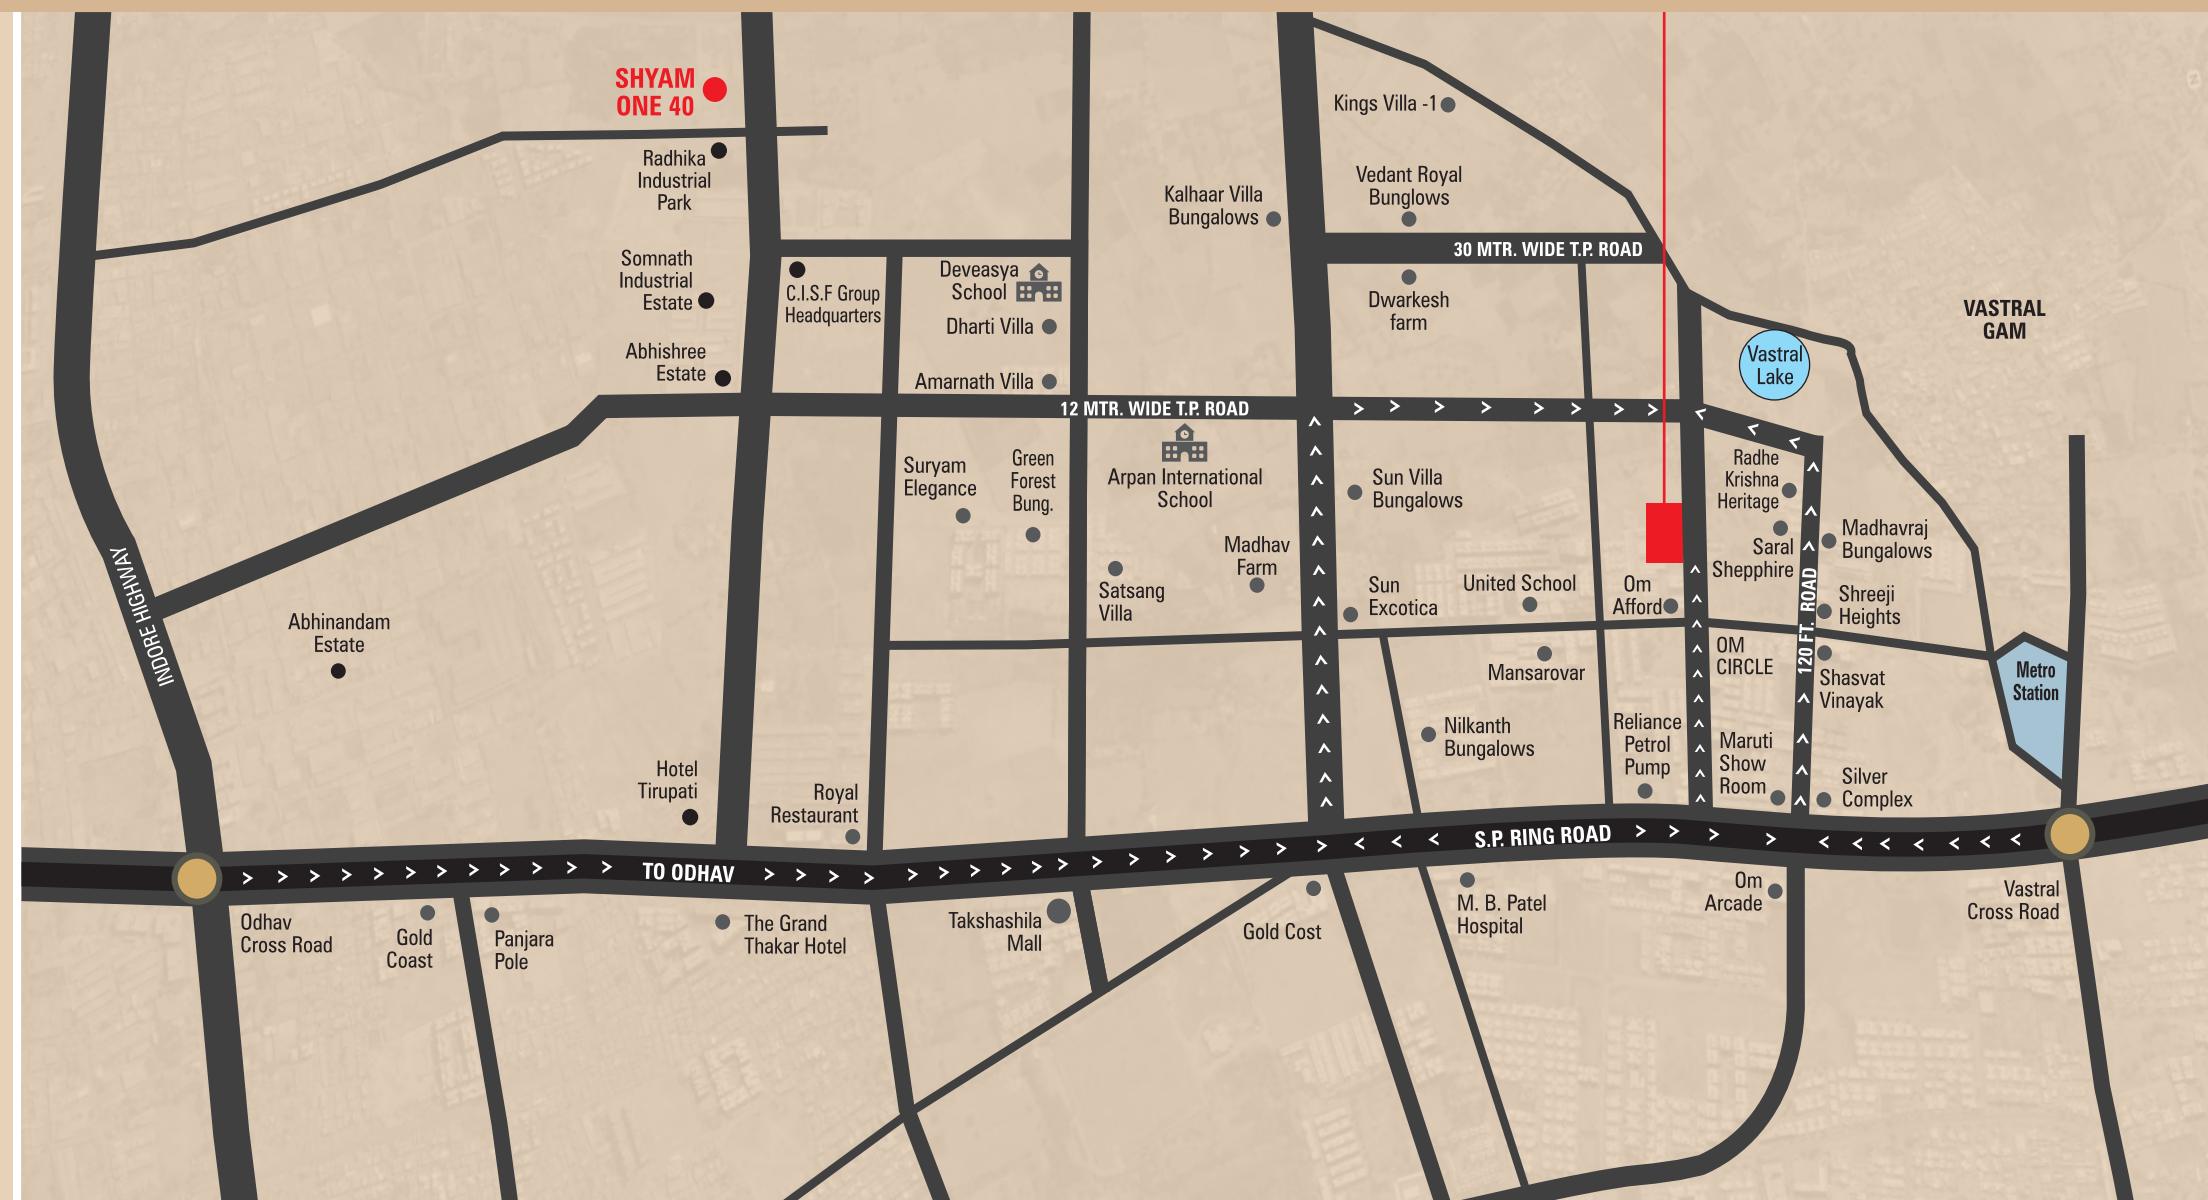 SHYAM
ONE 40
Radhika
Industrial
Park
Somnath
Industrial
Estate
Abhishree
Estate
C.I.S.F Group
Headquarters
Deveasya
School
Dharti Villa
Amarnath Villa
Kalhaar Villa
Bungalows
Kings Villa -1
Vedant Royal
Bunglows
30 MTR. WIDE T.P. ROAD
Dwarkesh
farm
VASTRAL
GAM
Vastral
Lake
12 MTR. WIDE T.P. ROAD
Suryam
Elegance
Green
Forest
Bung.
Arpan International
School
Satsang
Villa
Madhav
Farm
Sun Villa
Bungalows
Sun
Excotica
United School
Om
Afford
Radhe
Krishna
Heritage
Saral
Shepphire
Madhavraj
Bungalows
Shreeji
Heights
120 FT. ROAD
OM
CIRCLE
Shasvat
Vinayak
Metro
Station
Mansarovar
Nilkanth
Bungalows
Reliance
Petrol
Pump
Maruti
Show
Room
Silver
Complex
INDORE HIGHWAY
Abhinandam
Estate
Hotel
Tirupati
Royal
Restaurant
TO ODHAV
S.P. RING ROAD
Odhav
Cross Road
Gold
Coast
Panjara
Pole
The Grand
Thakar Hotel
Takshashila
Mall
Gold Cost
M. B. Patel
Hospital
Om
Arcade
Vastral
Cross Road